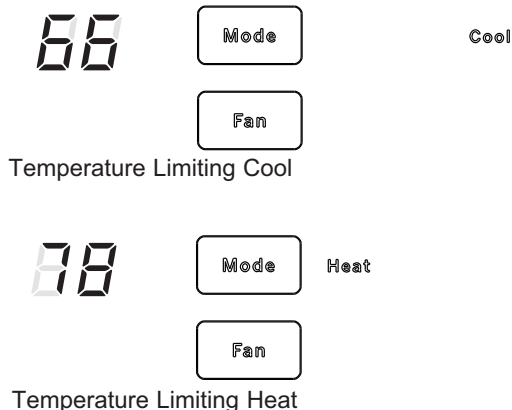 66 Mode Cool
Fan
Temperature Limiting Cool
78 Mode Heat
Fan
Temperature Limiting Heat